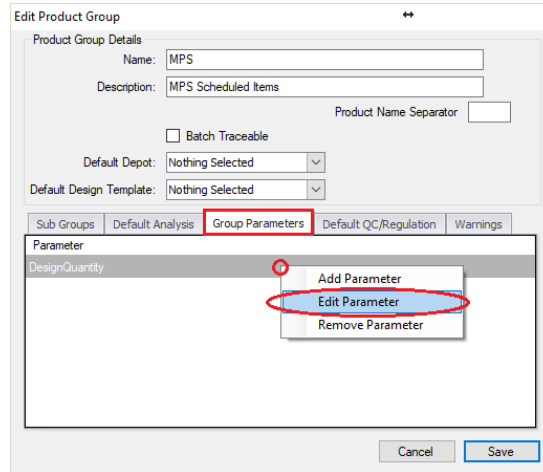 Edit Product Group
Product Group Details
Name: MPS
Description: MPS Scheduled Items
Product Name Separator
Batch Traceable
Default Depot: Nothing Selected
Default Design Template: Nothing Selected
Sub Groups Default Analysis Group Parameters Default QC/Regulation Warnings
Parameter
DesignQuantity
Add Parameter
Edit Parameter
Remove Parameter
Cancel Save